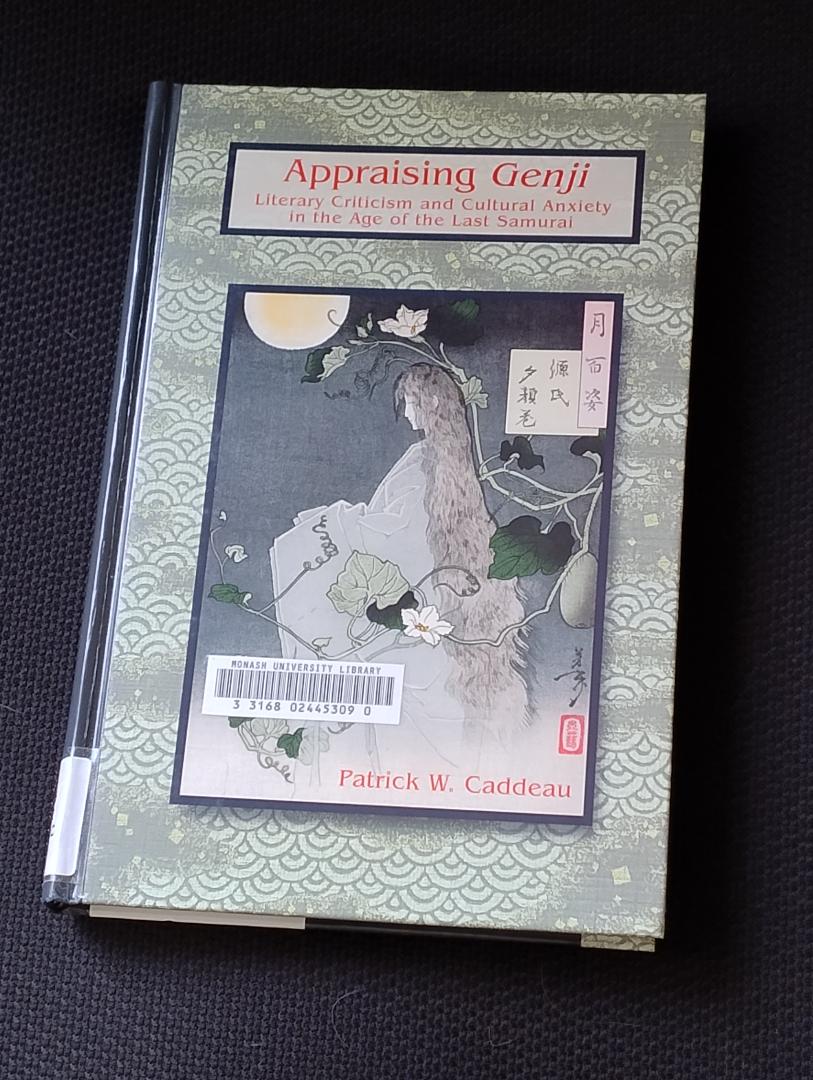 Appraising Genji
Literary Criticism and Cultural Anxiety
in the Age of the Last Samurai
月百姿
源氏
夕顔巻
MONASH UNIVERSITY LIBRARY
3 3168 02445309 0
Patrick W. Caddeau